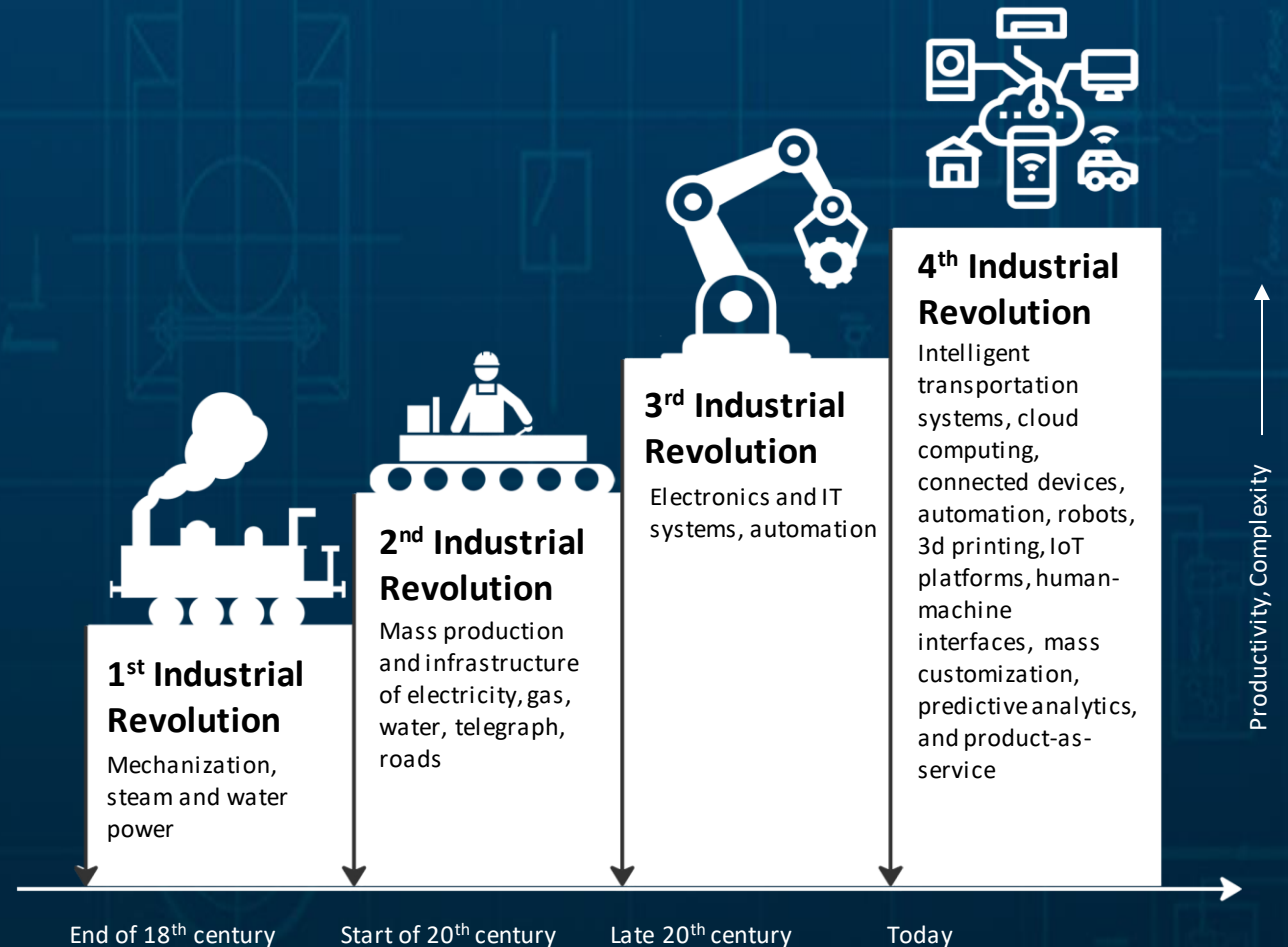 1st Industrial
Revolution
Mechanization,
steam and water
power
2nd Industrial
Revolution
Mass production
and infrastructure
of electricity, gas,
water, telegraph,
roads
3rd Industrial
Revolution
Electronics and IT
systems, automation
4th Industrial
Revolution
Intelligent
transportation
systems, cloud
computing,
connected devices,
automation, robots,
3d printing, IoT
platforms, human-
machine
interfaces, mass
customization,
predictive analytics,
and product-as-
service
Productivity, Complexity
End of 18th century
Start of 20th century
Late 20th century
Today